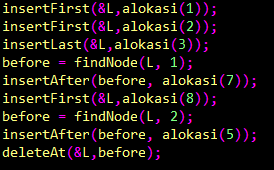 insertFirst(&L,alokasi(1));
insertFirst(&L,alokasi(2));
insertLast(&L,alokasi(3));
before = findNode(L, 1);
insertAfter(before, alokasi(7));
insertFirst(&L,alokasi(8));
before = findNode(L, 2);
insertAfter(before, alokasi(5));
deleteAt(&L,before);